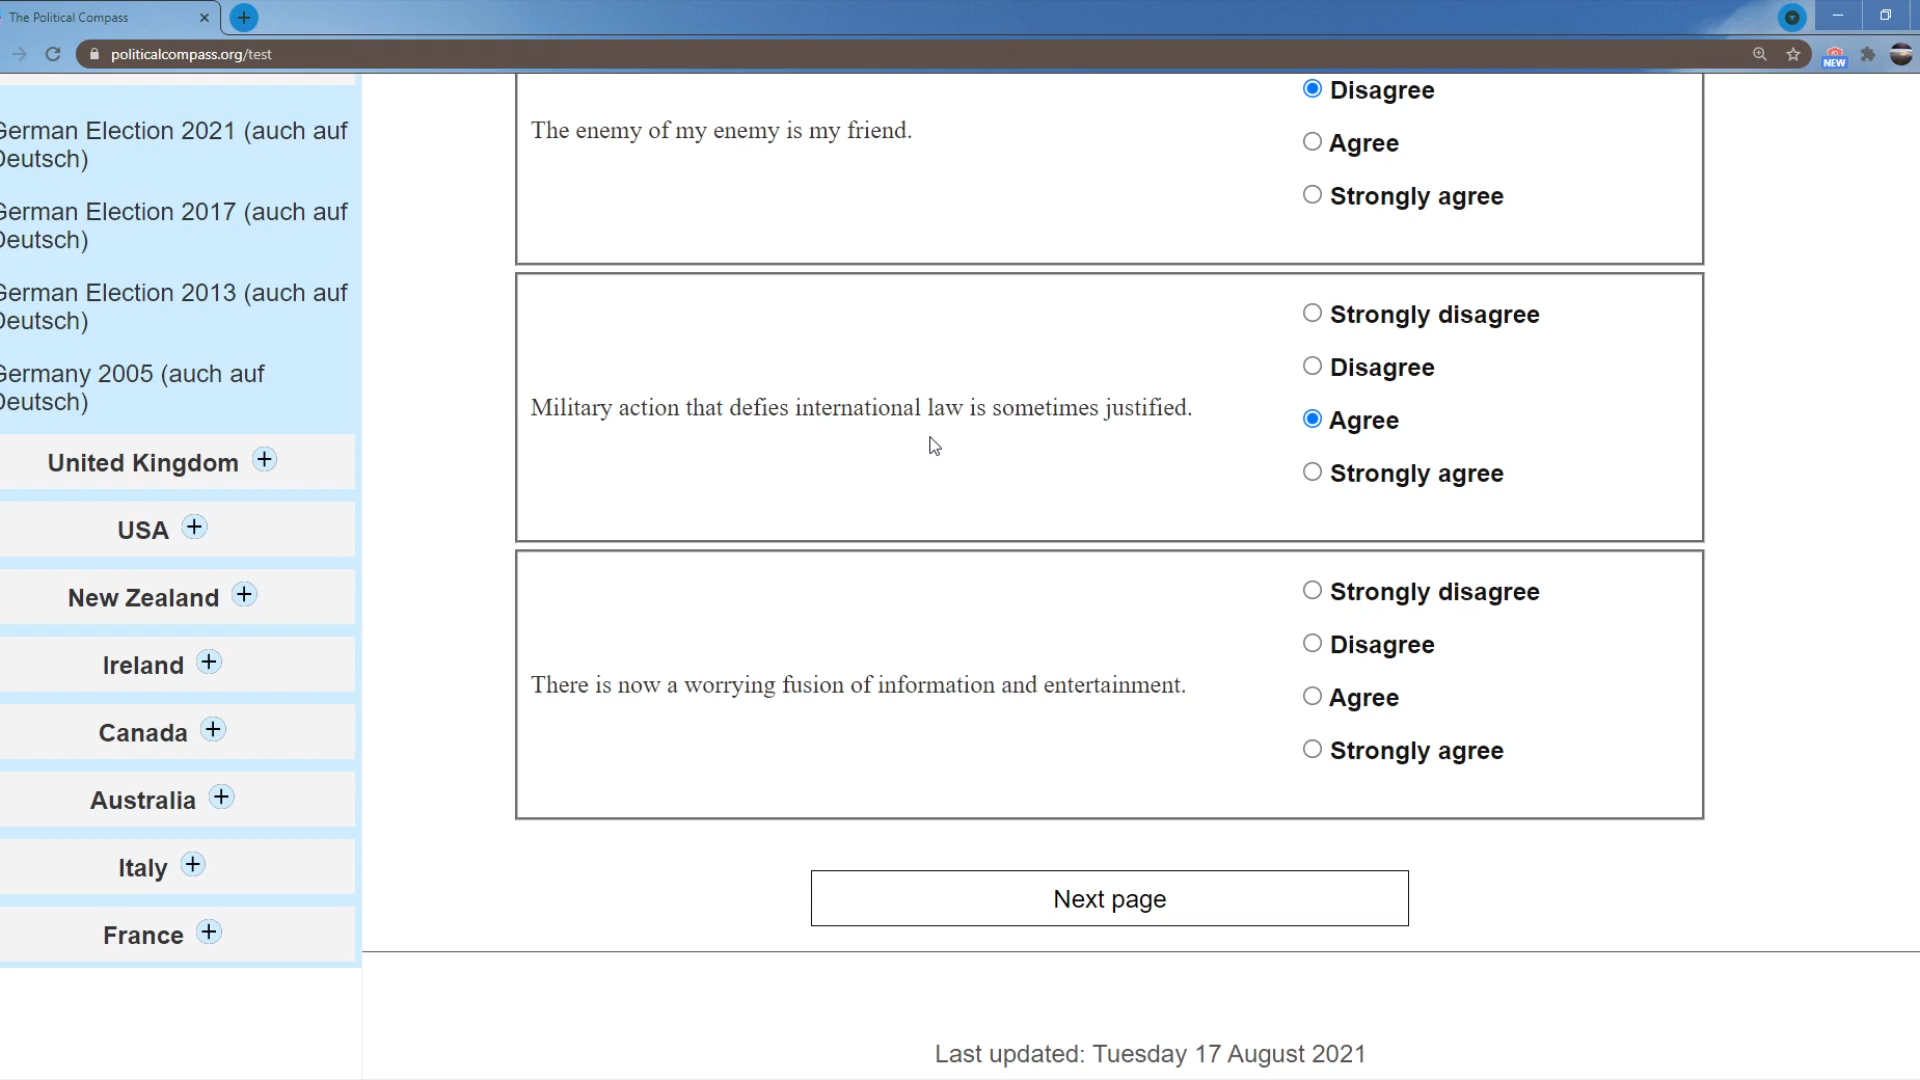 The Political Compass
politicalcompass.org/test
NEW
German Election 2021 (auch auf
Deutsch)
German Election 2017 (auch auf
Deutsch)
German Election 2013 (auch auf
Deutsch)
Germany 2005 (auch auf
Deutsch)
United Kingdom
USA
New Zealand
Ireland
Canada
Australia
Italy
France
The enemy of my enemy is my friend.
Disagree
Agree
Strongly agree
Military action that defies international law is sometimes justified.
Strongly disagree
Disagree
Agree
Strongly agree
There is now a worrying fusion of information and entertainment.
Strongly disagree
Disagree
Agree
Strongly agree
Next page
Last updated: Tuesday 17 August 2021